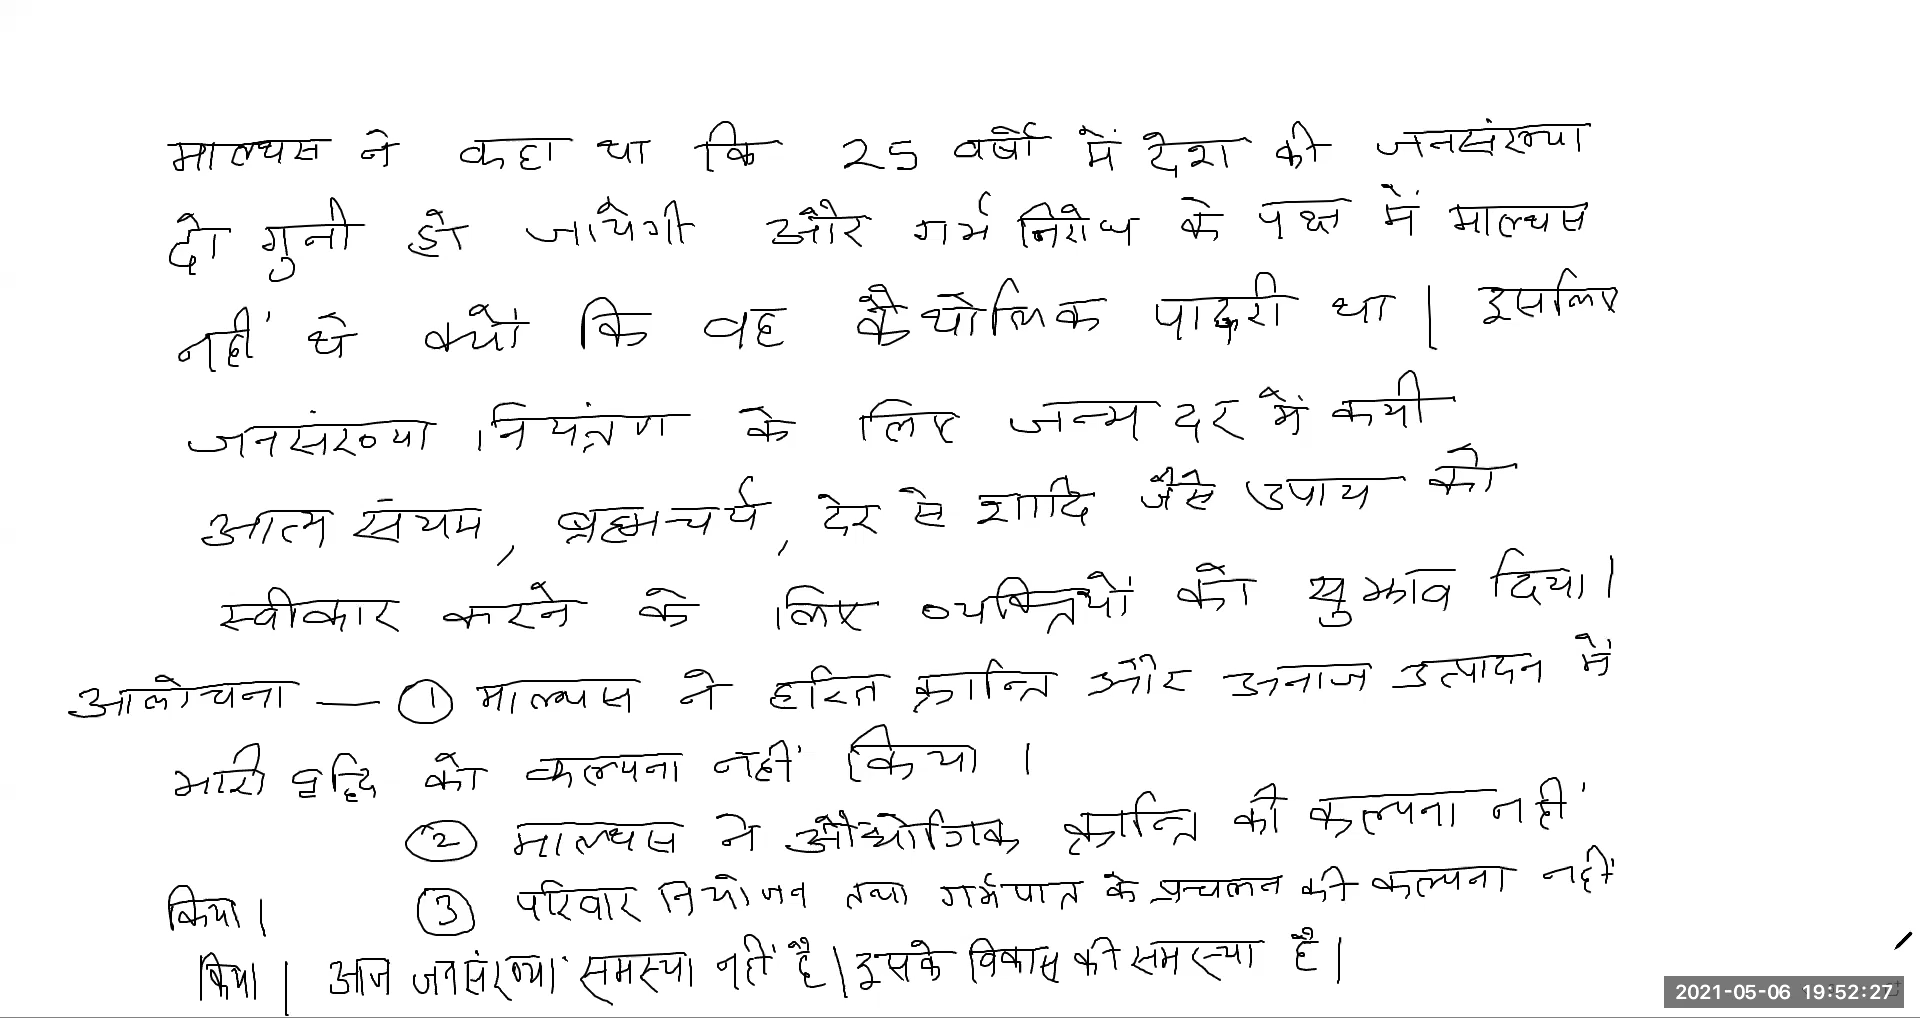 माल्थस ने कहा था कि 25 वर्षो में देश की जनसंख्या
दो गुनी हो जायेगी और गर्भ निरोध के पक्ष में माल्थस
नहीं थे क्यों कि वह कैथोलिक पादरी था | इसलिए
जनसंख्या नियंत्रण के लिए जन्म दर में कमी
आत्म संयम, ब्रह्मचर्य, देर से शादि जैसे उपाय को
स्वीकार करने के लिए व्यक्तियों को सुझाव दिया।
आलोचना — ① माल्थस ने हरित क्रान्ति और अनाज उत्पादन में
भारी वृद्धि की कल्पना नहीं किया ।
② माल्थस ने औद्योगिक क्रान्ति की कल्पना नहीं
किया। ③ परिवार नियोजन तथा गर्भपात के प्रचलन की कल्पना नहीं
किया | आज जनसंख्या समस्या नहीं है | इसके विकास की समस्या है |
2021-05-06 19:52:27